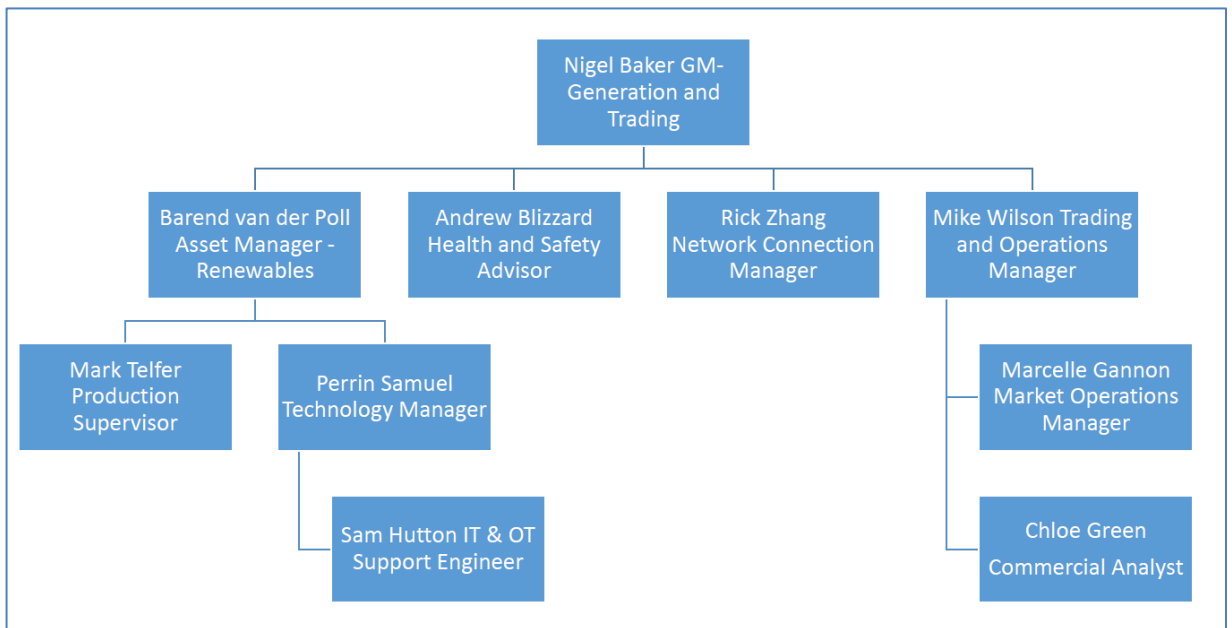 Nigel Baker GM-
Generation and
Trading
Barend van der Poll
Asset Manager -
Renewables
Andrew Blizzard
Health and Safety
Advisor
Rick Zhang
Network Connection
Manager
Mike Wilson Trading
and Operations
Manager
Mark Telfer
Production
Supervisor
Perrin Samuel
Technology Manager
Marcelle Gannon
Market Operations
Manager
Sam Hutton IT & OT
Support Engineer
Chloe Green
Commercial Analyst